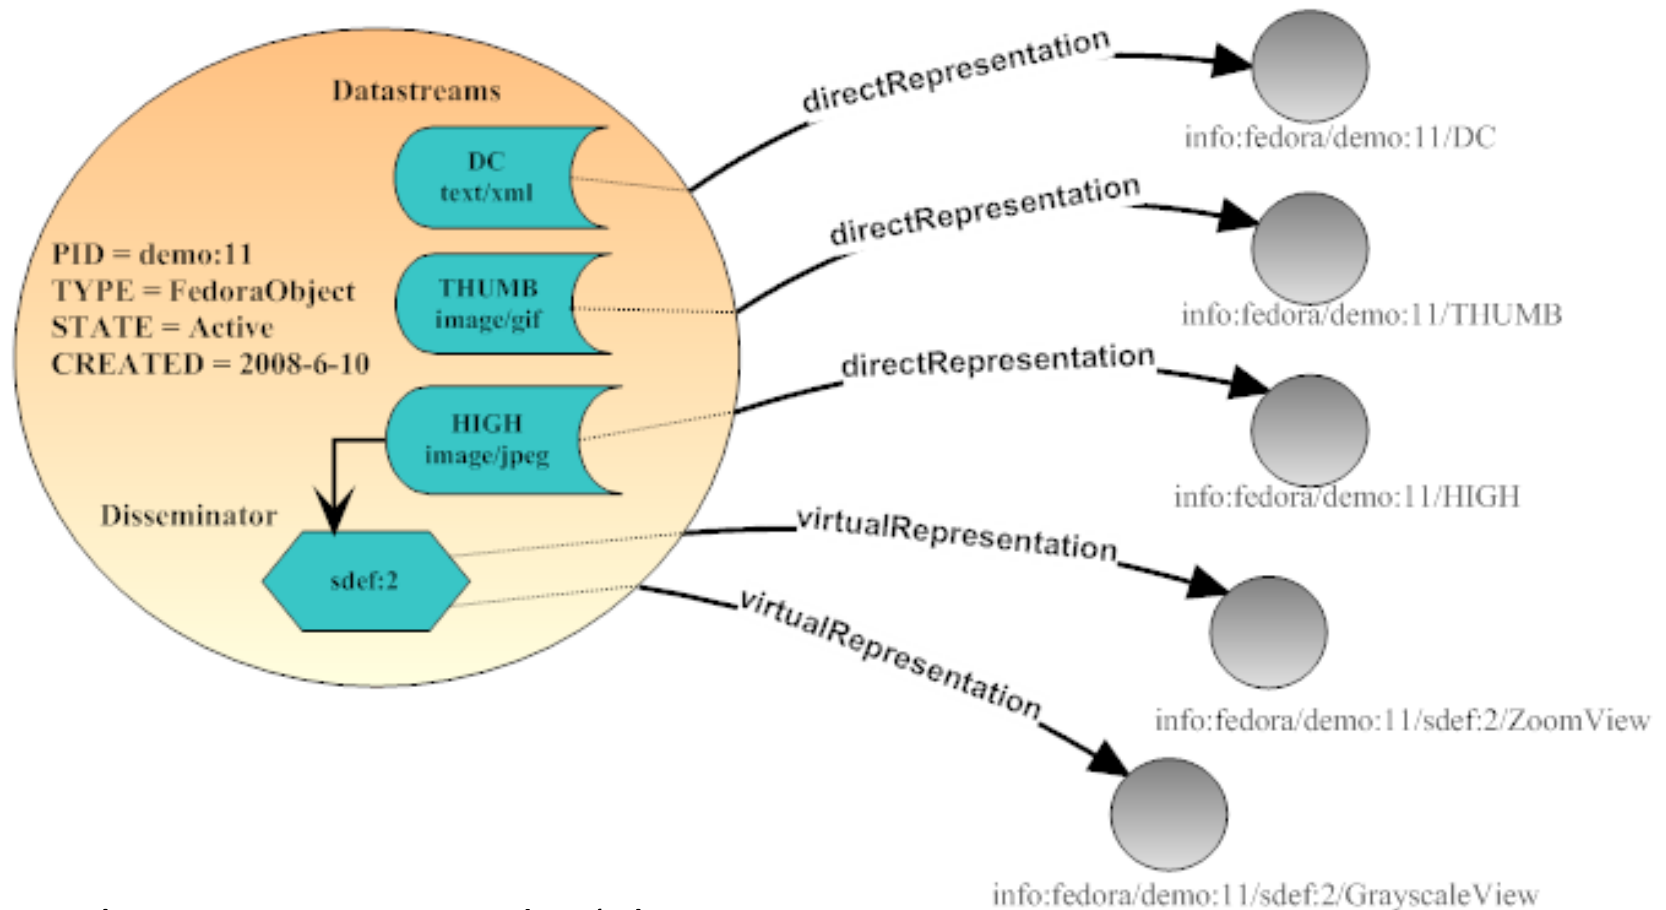 Datastreams
DC
text/xml
PID = demo:11
TYPE = FedoraObject
STATE = Active
CREATED = 2008-6-10
THUMB
image/gif
HIGH
image/jpeg
Disseminator
sdef:2
directRepresentation
info:fedora/demo:11/DC
directRepresentation
info:fedora/demo:11/THUMB
directRepresentation
info:fedora/demo:11/HIGH
virtualRepresentation
info:fedora/demo:11/sdef:2/ZoomView
virtualRepresentation
info:fedora/demo:11/sdef:2/GrayscaleView